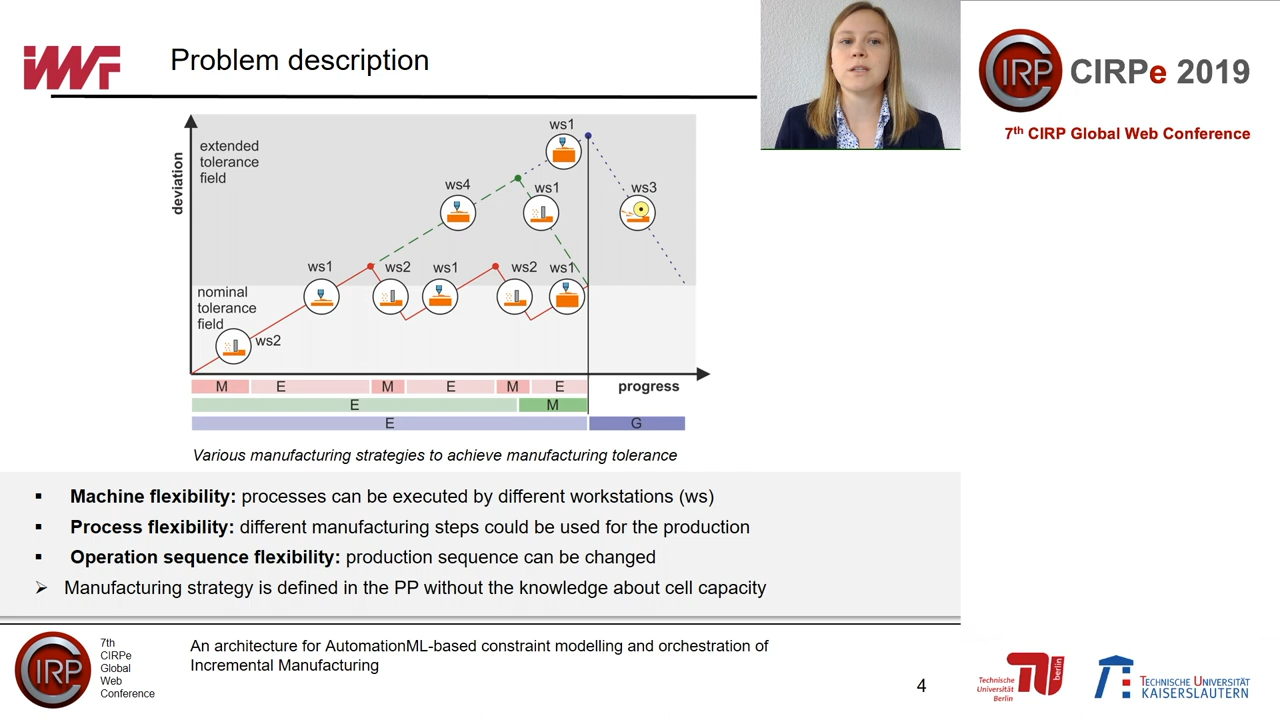 iWF
Problem description
CIRP
CIRPe 2019
7th CIRP Global Web Conference
deviation
extended
tolerance
field
ws1
ws4
ws1
ws3
ws1
ws2
ws1
ws2
ws1
nominal
tolerance
field
ws2
M E M E M E
progress
E M
E G
Various manufacturing strategies to achieve manufacturing tolerance
▪ Machine flexibility: processes can be executed by different workstations (ws)
▪ Process flexibility: different manufacturing steps could be used for the production
▪ Operation sequence flexibility: production sequence can be changed
➢ Manufacturing strategy is defined in the PP without the knowledge about cell capacity
CIRP
7th
CIRPe
Global
Web
Conference
An architecture for AutomationML-based constraint modelling and orchestration of
Incremental Manufacturing
4
Technische
Universität
Berlin
berlin
TECHNISCHE UNIVERSITÄT
KAISERSLAUTERN